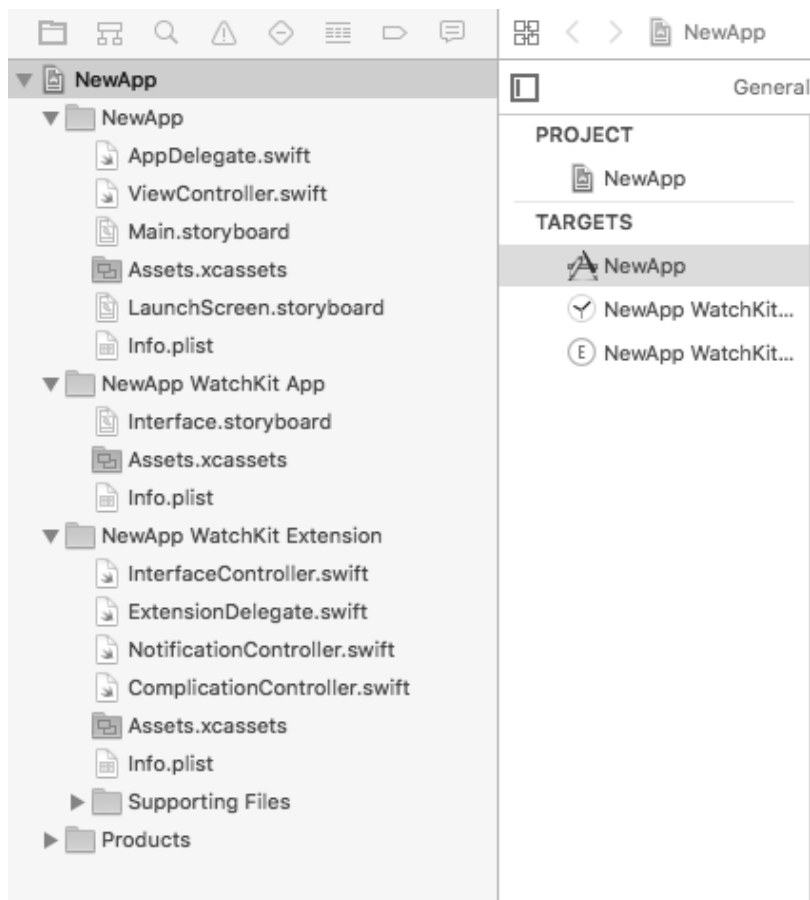 NewApp
NewApp
AppDelegate.swift
ViewController.swift
Main.storyboard
Assets.xcassets
LaunchScreen.storyboard
Info.plist
NewApp WatchKit App
Interface.storyboard
Assets.xcassets
Info.plist
NewApp WatchKit Extension
InterfaceController.swift
ExtensionDelegate.swift
NotificationController.swift
ComplicationController.swift
Assets.xcassets
Info.plist
Supporting Files
Products
NewApp
General
PROJECT
NewApp
TARGETS
NewApp
NewApp WatchKit...
E NewApp WatchKit...